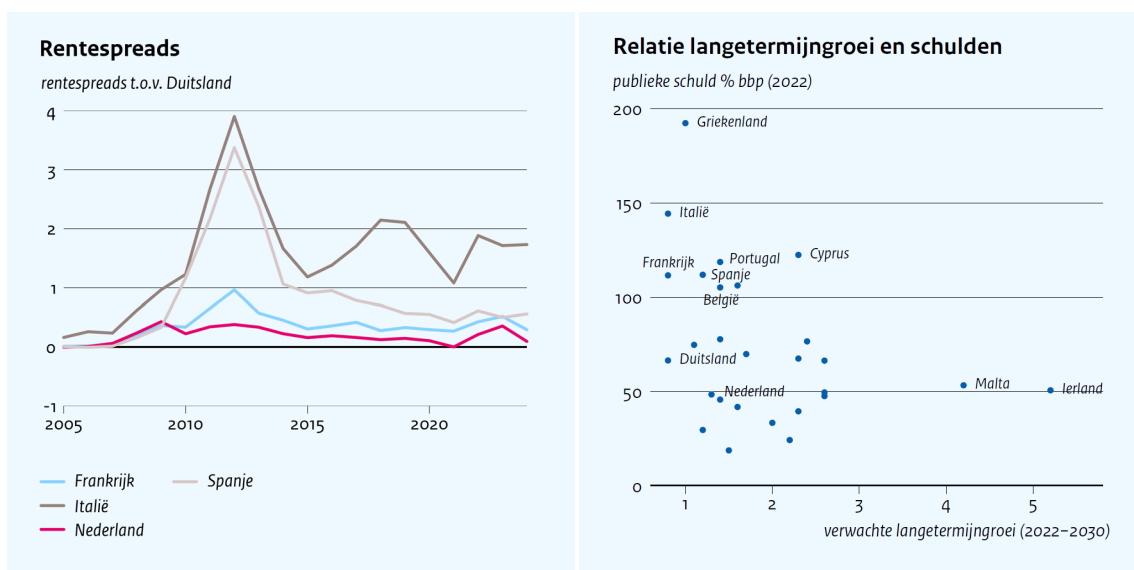 Rentespreads
rentespreads t.o.v. Duitsland
4
3
2
1
0
-1
2005 2010 2015 2020
Frankrijk Spanje
Italië
Nederland
Relatie langetermijngroei en schulden
publieke schuld % bbp (2022)
200
Griekenland
150
Italië
Cyprus
Portugal
Frankrijk
Spanje
100
België
Duitsland
50
Nederland
Malta
Ierland
0
1 2 3 4 5
verwachte langetermijngroei (2022–2030)